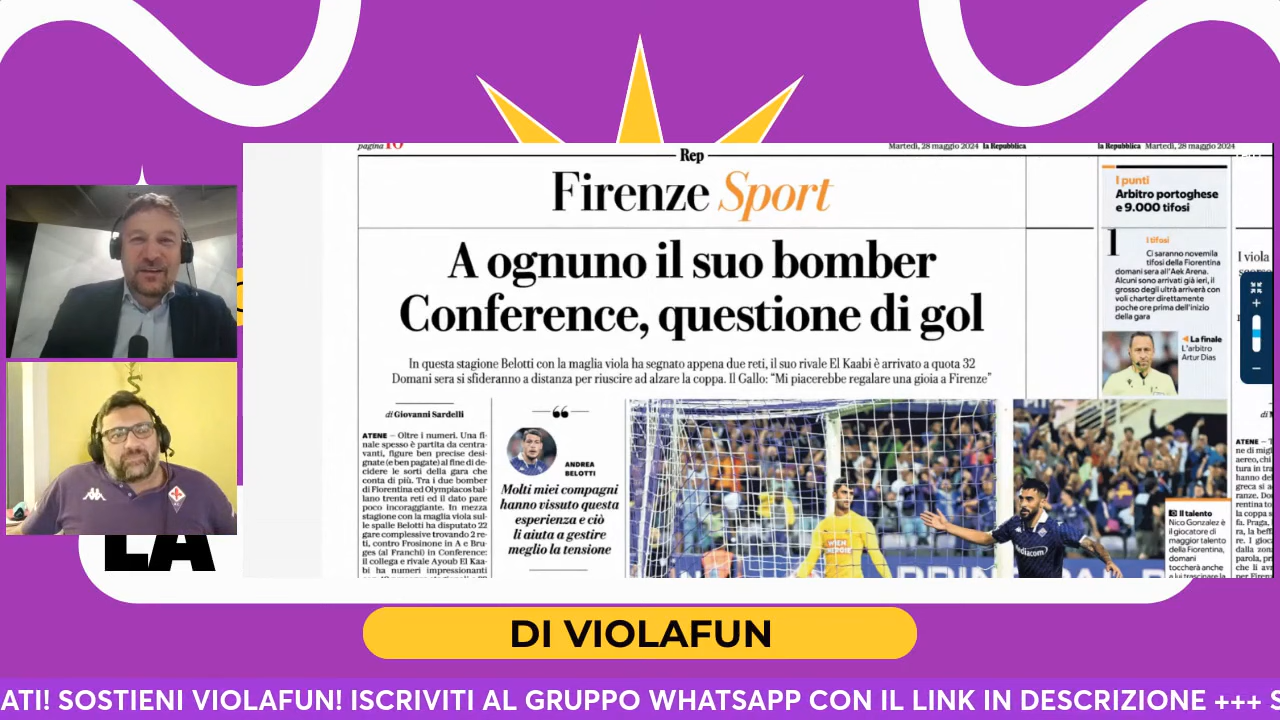 pagina 10
Rep
Martedì, 28 maggio 2024 la Repubblica
la Repubblica Martedì, 28 maggio 2024
Firenze Sport
A ognuno il suo bomber
Conference, questione di gol
In questa stagione Belotti con la maglia viola ha segnato appena due reti, il suo rivale El Kaabi è arrivato a quota 32
Domani sera si sfideranno a distanza per riuscire ad alzare la coppa. Il Gallo: “Mi piacerebbe regalare una gioia a Firenze”
di Giovanni Sardelli
ATENE – Oltre i numeri. Una fi-
nale spesso è partita da centra-
vanti, figure ben precise desi-
gnate (e ben pagate) al fine di de-
cidere le sorti della gara che
conta di più. Tra i due bomber
di Fiorentina ed Olympiacos bal-
lano trenta reti ed il dato pare
poco incoraggiante. In mezza
stagione con la maglia viola sul-
le spalle Belotti ha disputato 22
gare complessive trovando 2 re-
ti, contro Frosinone in A e Bru-
ges (al Franchi) in Conference:
il collega e rivale Ayoub El Kaa-
bi ha numeri impressionanti
ANDREA
BELOTTI
Molti miei compagni
hanno vissuto questa
esperienza e ciò
li aiuta a gestire
meglio la tensione
WIEN
ENERGIE
mediacom
I punti
Arbitro portoghese
e 9.000 tifosi
1
I tifosi
Ci saranno novemila
tifosi della Fiorentina
domani sera all'Aek Arena.
Alcuni sono arrivati già ieri, il
grosso degli ultrà arriverà con
voli charter direttamente
poche ore prima dell'inizio
della gara
La finale
L'arbitro
Artur Dias
Il talento
Nico Gonzalez è
il giocatore di
maggior talento
della Fiorentina,
domani
toccherà anche
a lui trascinare la
I viola
ATENE – T
LA
DI VIOLAFUN
ATI! SOSTIENI VIOLAFUN! ISCRIVITI AL GRUPPO WHATSAPP CON IL LINK IN DESCRIZIONE +++ S